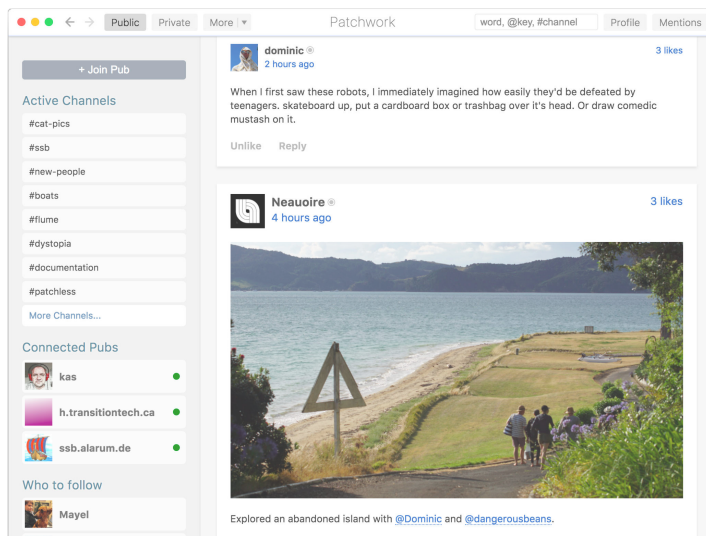 Public Private More Patchwork word, @key, #channel Profile Mentions
+ Join Pub
Active Channels
#cat-pics
#ssb
#new-people
#boats
#flume
#dystopia
#documentation
#patchless
More Channels...
Connected Pubs
kas
h.transitiontech.ca
ssb.alarum.de
Who to follow
Mayel
dominic
3 likes
2 hours ago
When I first saw these robots, I immediately imagined how easily they'd be defeated by
teenagers. skateboard up, put a cardboard box or trashbag over it's head. Or draw comedic
mustash on it.
Unlike Reply
Neauoire
3 likes
4 hours ago
Explored an abandoned island with @Dominic and @dangerousbeans.